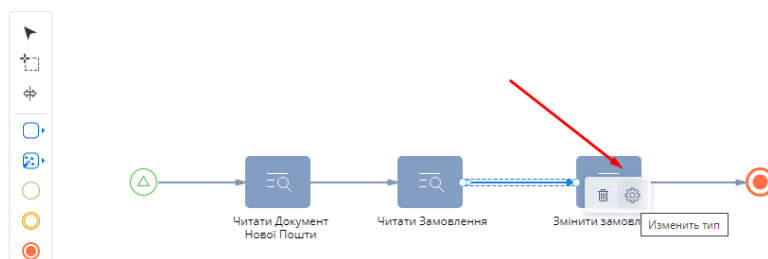 Читати Документ
Нової Пошти
Читати Замовлення
Змінити замовл
Изменить тип